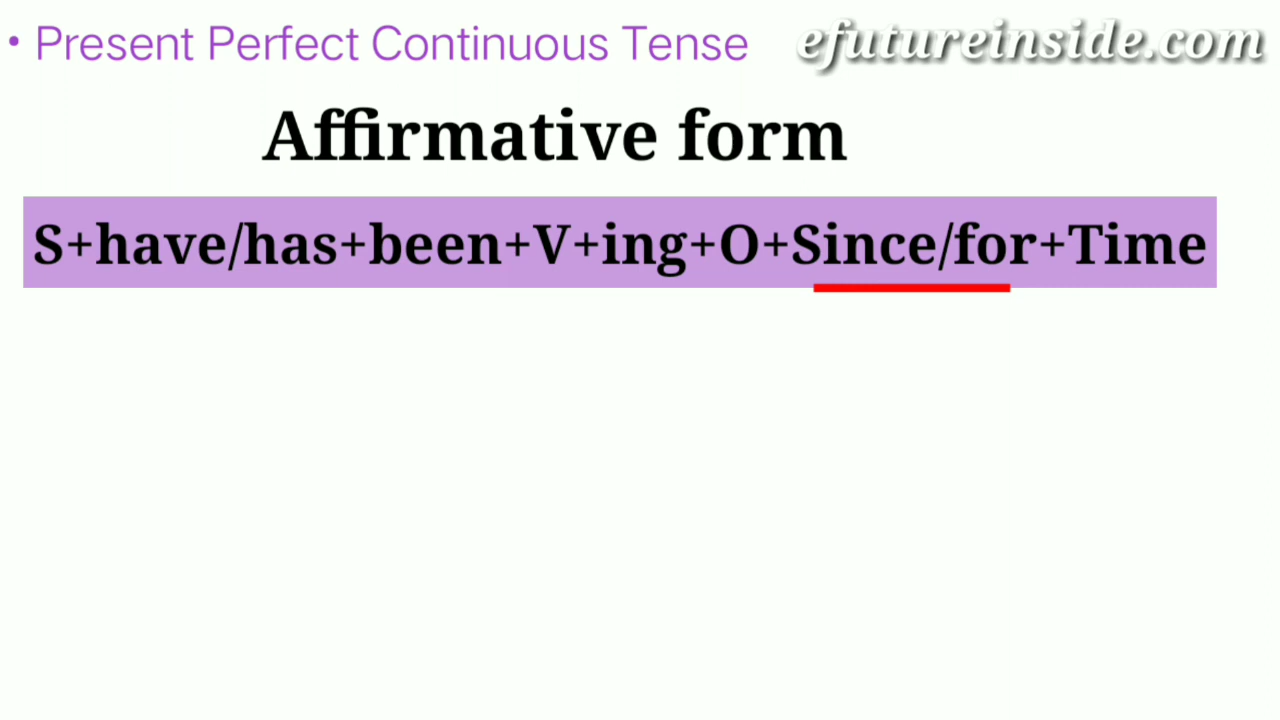 • Present Perfect Continuous Tense
efutureinside.com
Affirmative form
S+have/has+been+V+ing+O+Since/for+Time